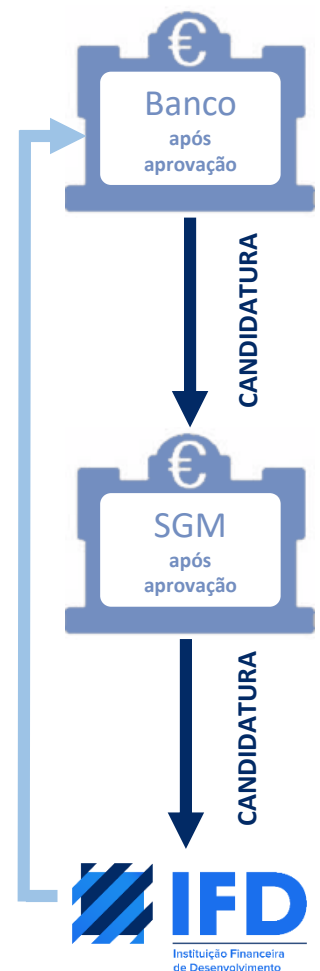 €
Banco
após
aprovação
CANDIDATURA
€
SGM
após
aprovação
CANDIDATURA
IFD
Instituição Financeira
de Desenvolvimento